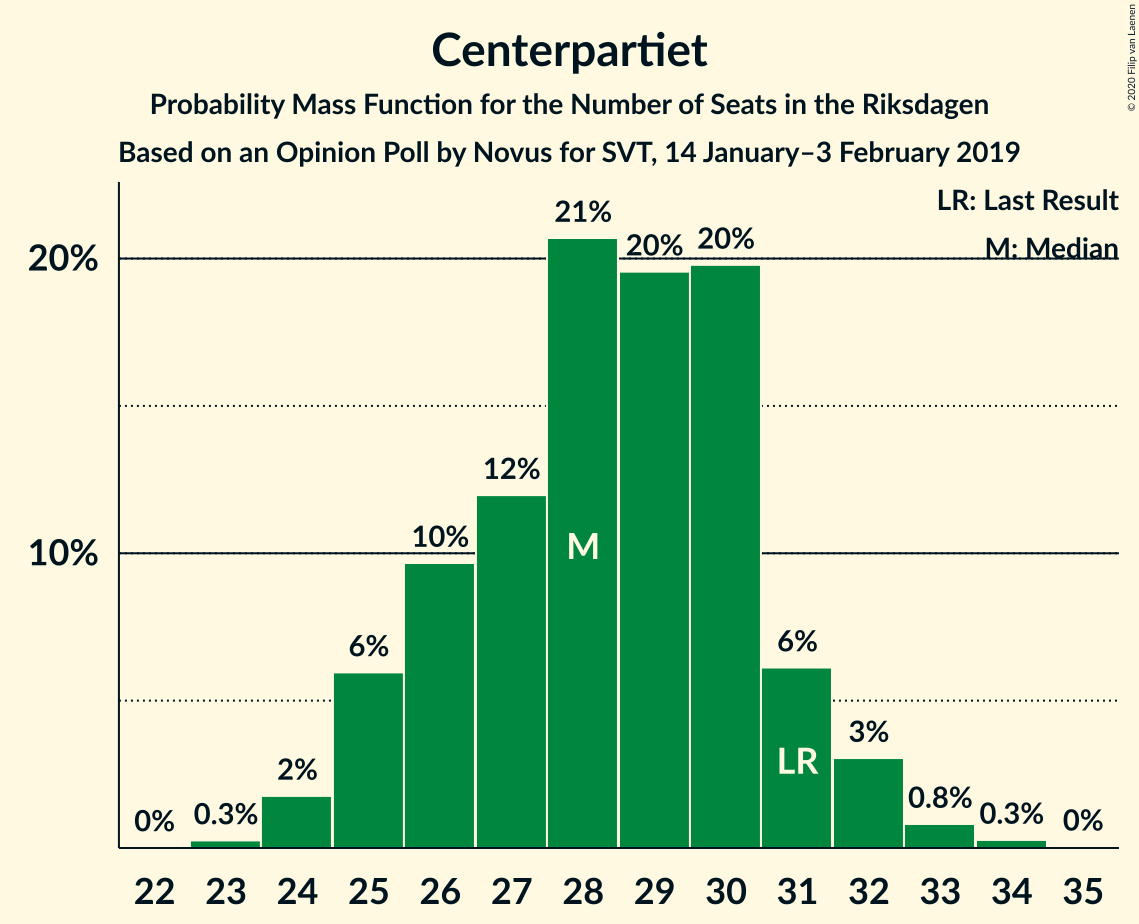 Centerpartiet
Probability Mass Function for the Number of Seats in the Riksdagen
Based on an Opinion Poll by Novus for SVT, 14 January–3 February 2019
© 2020 Filip van Laenen
LR: Last Result
M: Median
20%
10%
0%
0.3%
2%
6%
10%
12%
21%
20%
20%
6%
3%
0.8%
0.3%
0%
M
LR
22 23 24 25 26 27 28 29 30 31 32 33 34 35